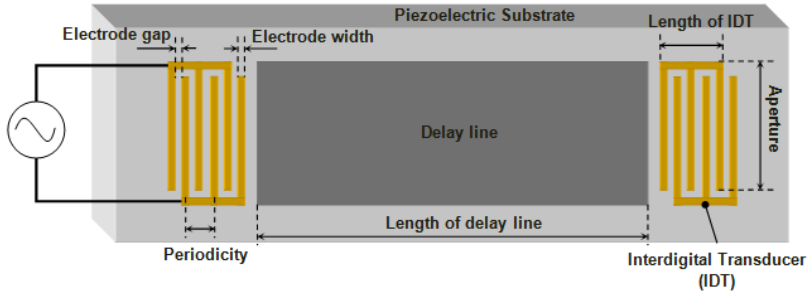 Piezoelectric Substrate
Length of IDT
Electrode gap
Electrode width
Aperture
Delay line
Length of delay line
Periodicity
Interdigital Transducer
(IDT)